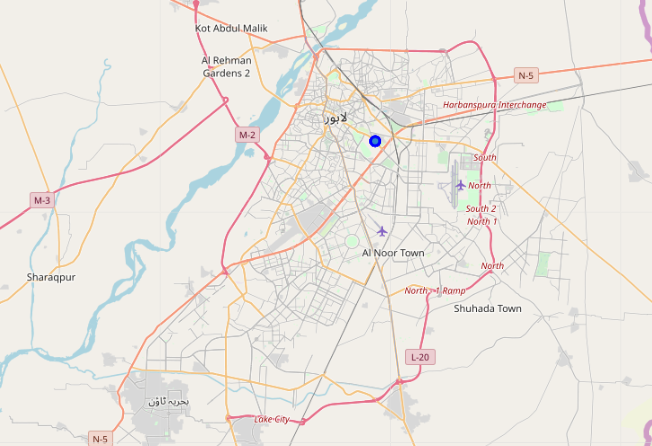 Kot Abdul Malik
Al Rehman
Gardens 2
N-5
Harbanspura Interchange
لاہور
M-2
South
North
M-3
South 2
North 1
Al Noor Town
North
Sharaqpur
North -1 Ramp
Shuhada Town
L-20
بحریہ ٹاؤن
Lake City
N-5